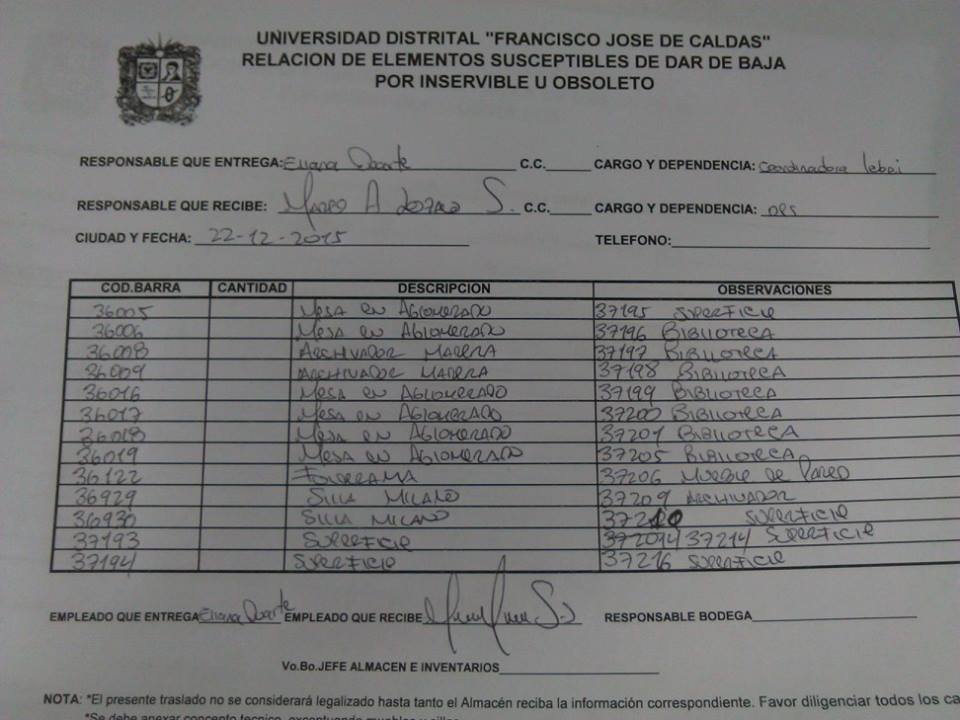 UNIVERSIDAD DISTRITAL "FRANCISCO JOSE DE CALDAS"
RELACION DE ELEMENTOS SUSCEPTIBLES DE DAR DE BAJA
POR INSERVIBLE U OBSOLETO
RESPONSABLE QUE ENTREGA: Eliana Duarte C.C. CARGO Y DEPENDENCIA: Coordinadora
RESPONSABLE QUE RECIBE: A S. C.C. CARGO Y DEPENDENCIA: OPS
CIUDAD Y FECHA: 22-12-2015 TELEFONO:
COD.BARRA CANTIDAD DESCRIPCION OBSERVACIONES
36005 MESA EN AGLOMERADO 37195 SUPERFICIE
36006 MESA EN AGLOMERADO 37196 BIBLIOTECA
36008 ARCHIVADOR MADERA 37197 BIBLIOTECA
36009 ARCHIVADOR MADERA 37198 BIBLIOTECA
36016 MESA EN AGLOMERADO 37199 BIBLIOTECA
36017 MESA EN AGLOMERADO 37200 BIBLIOTECA
36018 MESA EN AGLOMERADO 37201 BIBLIOTECA
36019 MESA EN AGLOMERADO 37205 BIBLIOTECA
36122 FOLDERAMA 37206 MUEBLE DE PARED
36929 SILLA MILANO 37209 ARCHIVADOR
36930 SILLA MILANO 37210 SUPERFICIE
37193 SUPERFICIE 37214 SUPERFICIE
37194 SUPERFICIE 37216 SUPERFICIE
EMPLEADO QUE ENTREGA Eliana Duarte EMPLEADO QUE RECIBE RESPONSABLE BODEGA
Vo.Bo.JEFE ALMACEN E INVENTARIOS
NOTA: *El presente traslado no se considerará legalizado hasta tanto el Almacén reciba la información correspondiente. Favor diligenciar todos los ca
*Se debe anexar concepto tecnico, exceptuando muebles y sillas